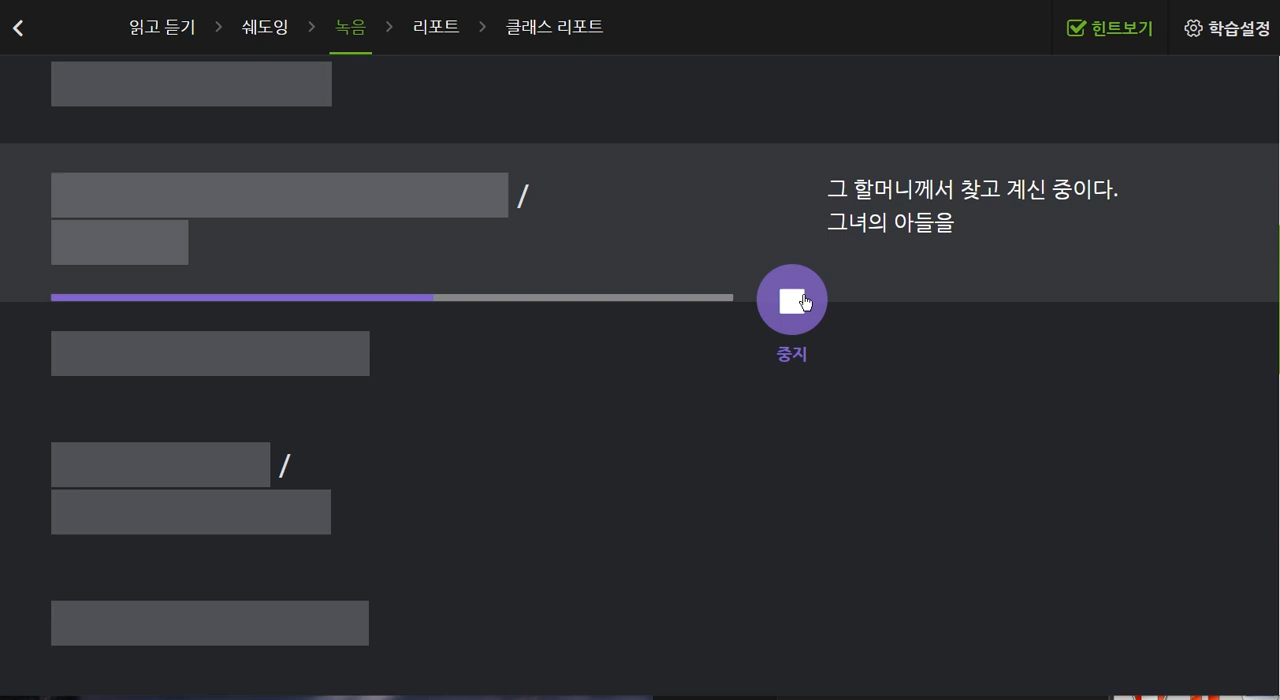 읽고 듣기 > 쉐도잉 > 녹음 > 리포트 > 클래스 리포트
힌트보기
학습설정
/
그 할머니께서 찾고 계신 중이다.
그녀의 아들을
중지
/